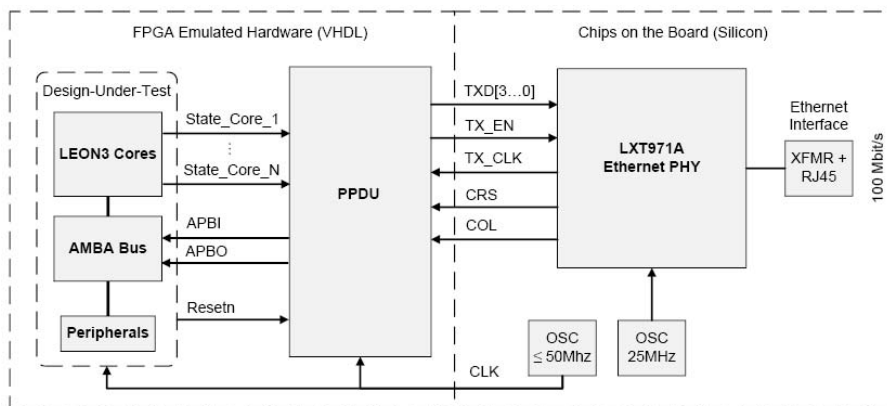 FPGA Emulated Hardware (VHDL)
Chips on the Board (Silicon)
Design-Under-Test
LEON3 Cores
AMBA Bus
Peripherals
State_Core_1
⋮
State_Core_N
APBI
APBO
Resetn
PPDU
TXD[3...0]
TX_EN
TX_CLK
CRS
COL
LXT971A
Ethernet PHY
Ethernet
Interface
XFMR +
RJ45
100 Mbit/s
OSC
≤ 50Mhz
OSC
25MHz
CLK